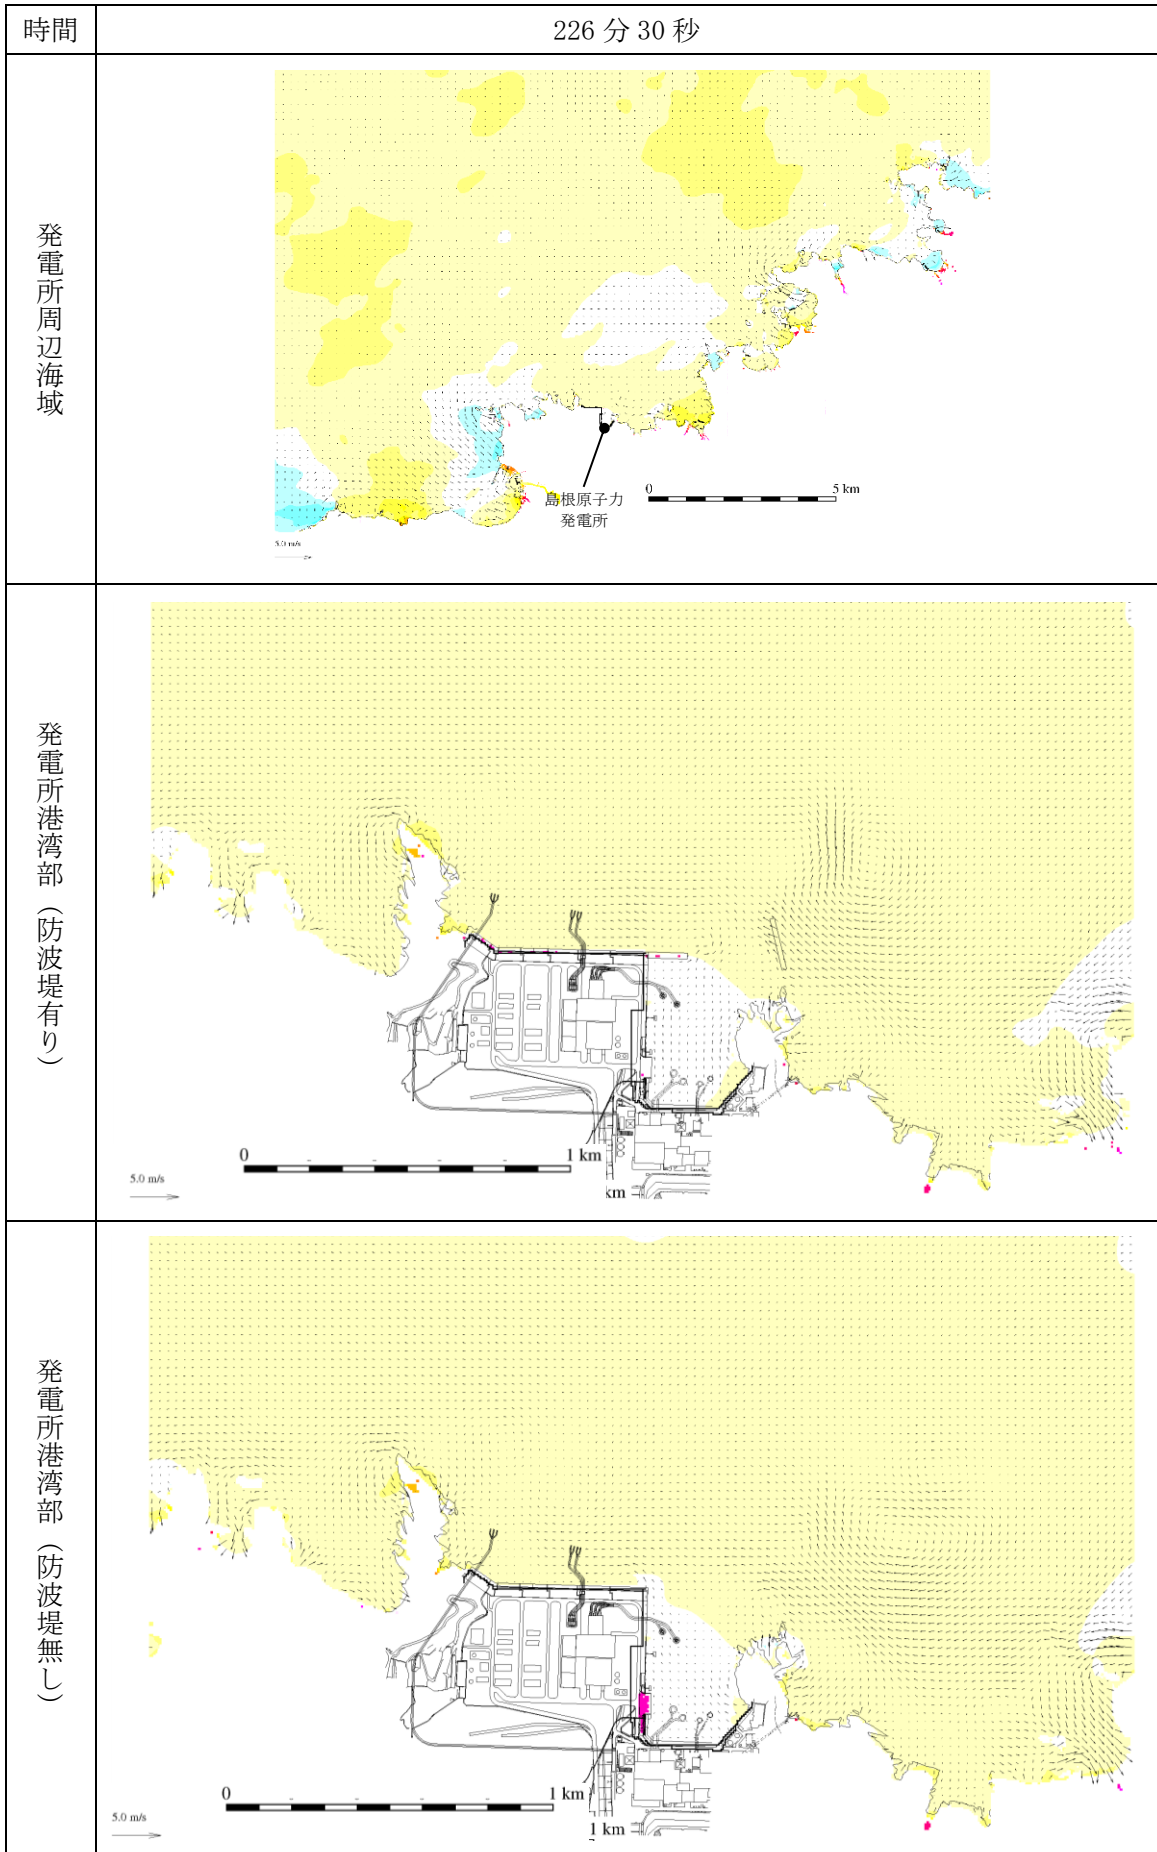 時間
226 分 30 秒
発電所周辺海域
島根原子力
発電所
0
5 km
5.0 m/s
発電所港湾部（防波堤有り）
0
1 km
km
5.0 m/s
発電所港湾部（防波堤無し）
0
1 km
1 km
5.0 m/s